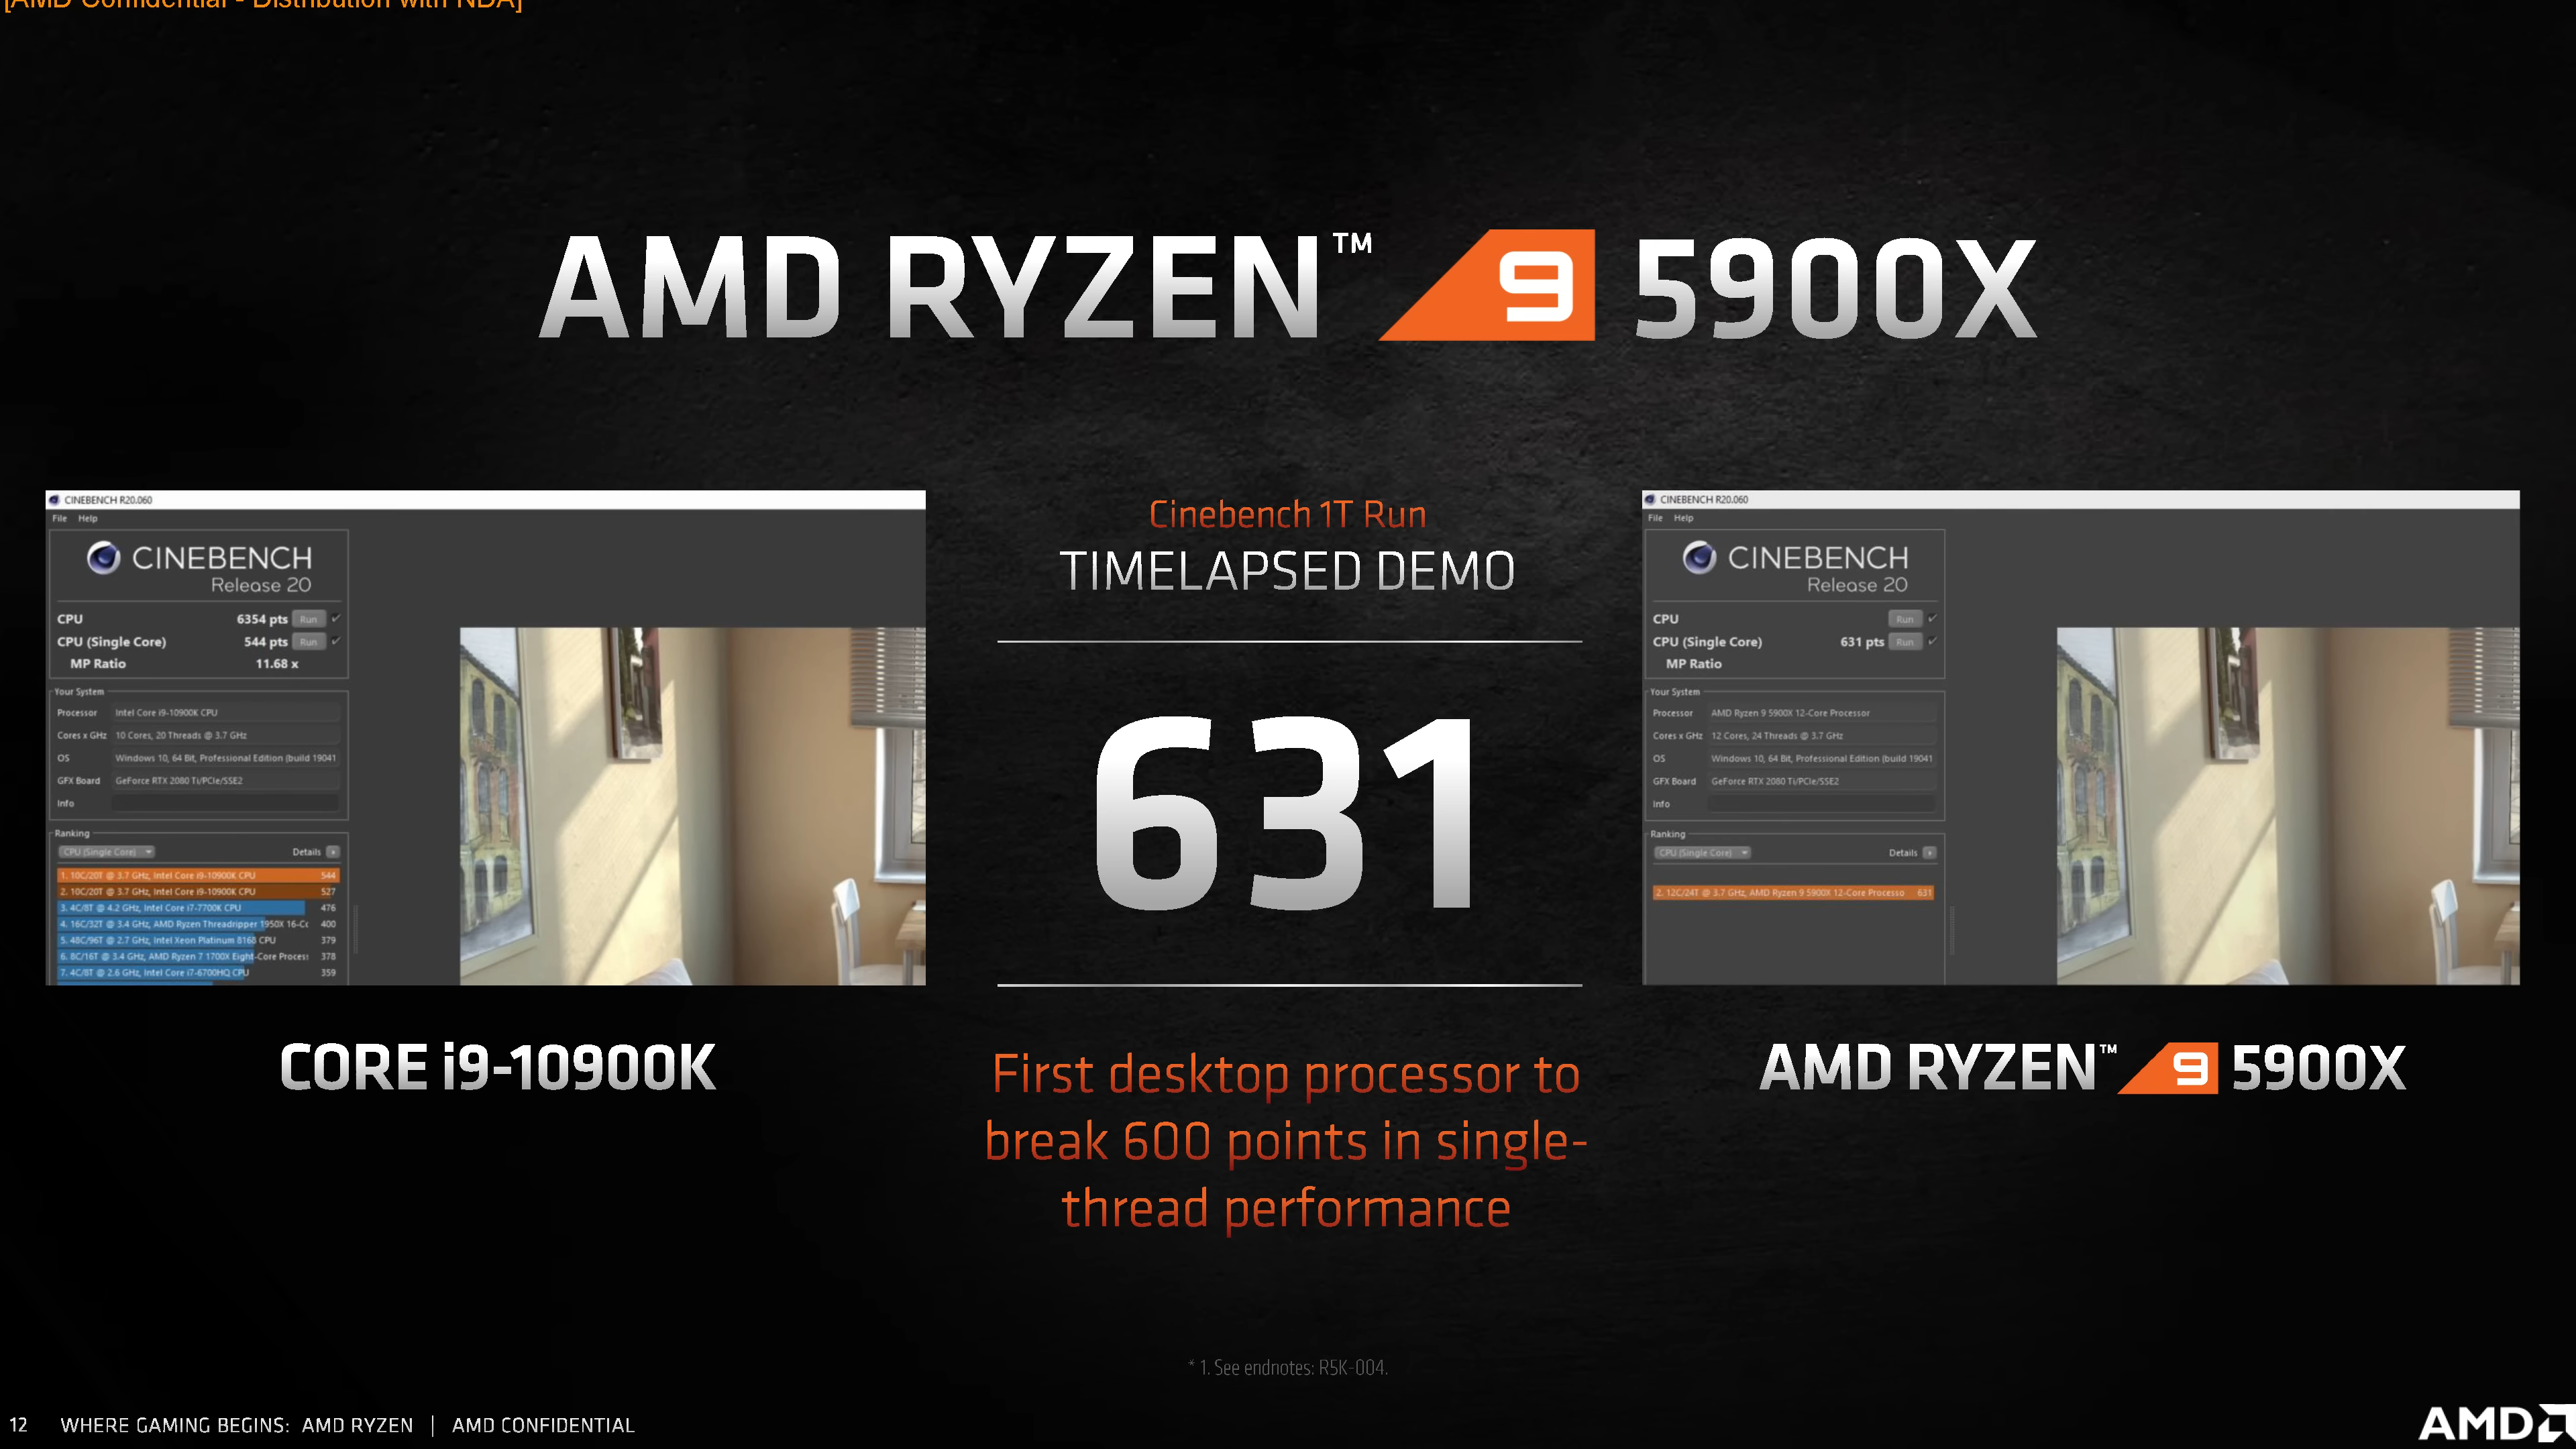 [AMD Confidential - Distribution with NDA]
AMD RYZEN™ 9 5900X
CINEBENCH R20.060
File Help
CINEBENCH
Release 20
CPU 6354 pts Run
CPU (Single Core) 544 pts Run
MP Ratio 11.68 x
Your System
Processor Intel Core i9-10900K CPU
Cores x GHz 10 Cores, 20 Threads @ 3.7 GHz
OS Windows 10, 64 Bit, Professional Edition (build 19041
GFX Board GeForce RTX 2080 Ti/PCIe/SSE2
Info
Ranking
CPU (Single Core) Details
1. 10C/20T @ 3.7 GHz, Intel Core i9-10900K CPU 544
2. 10C/20T @ 3.7 GHz, Intel Core i9-10900K CPU 527
3. 4C/8T @ 4.2 GHz, Intel Core i7-7700K CPU 476
4. 16C/32T @ 3.4 GHz, AMD Ryzen Threadripper 1950X 16-Cc 400
5. 48C/96T @ 2.7 GHz, Intel Xeon Platinum 8168 CPU 379
6. 8C/16T @ 3.4 GHz, AMD Ryzen 7 1700X Eight-Core Process 378
7. 4C/8T @ 2.6 GHz, Intel Core i7-6700HQ CPU 359
CORE i9-10900K
Cinebench 1T Run
TIMELAPSED DEMO
631
First desktop processor to
break 600 points in single-
thread performance
CINEBENCH R20.060
File Help
CINEBENCH
Release 20
CPU Run
CPU (Single Core) 631 pts Run
MP Ratio
Your System
Processor AMD Ryzen 9 5900X 12-Core Processor
Cores x GHz 12 Cores, 24 Threads @ 3.7 GHz
OS Windows 10, 64 Bit, Professional Edition (build 19041
GFX Board GeForce RTX 2080 Ti/PCIe/SSE2
Info
Ranking
CPU (Single Core) Details
2. 12C/24T @ 3.7 GHz, AMD Ryzen 9 5900X 12-Core Processo 631
AMD RYZEN™ 9 5900X
* 1. See endnotes: R5K-004.
12 WHERE GAMING BEGINS: AMD RYZEN | AMD CONFIDENTIAL
AMD